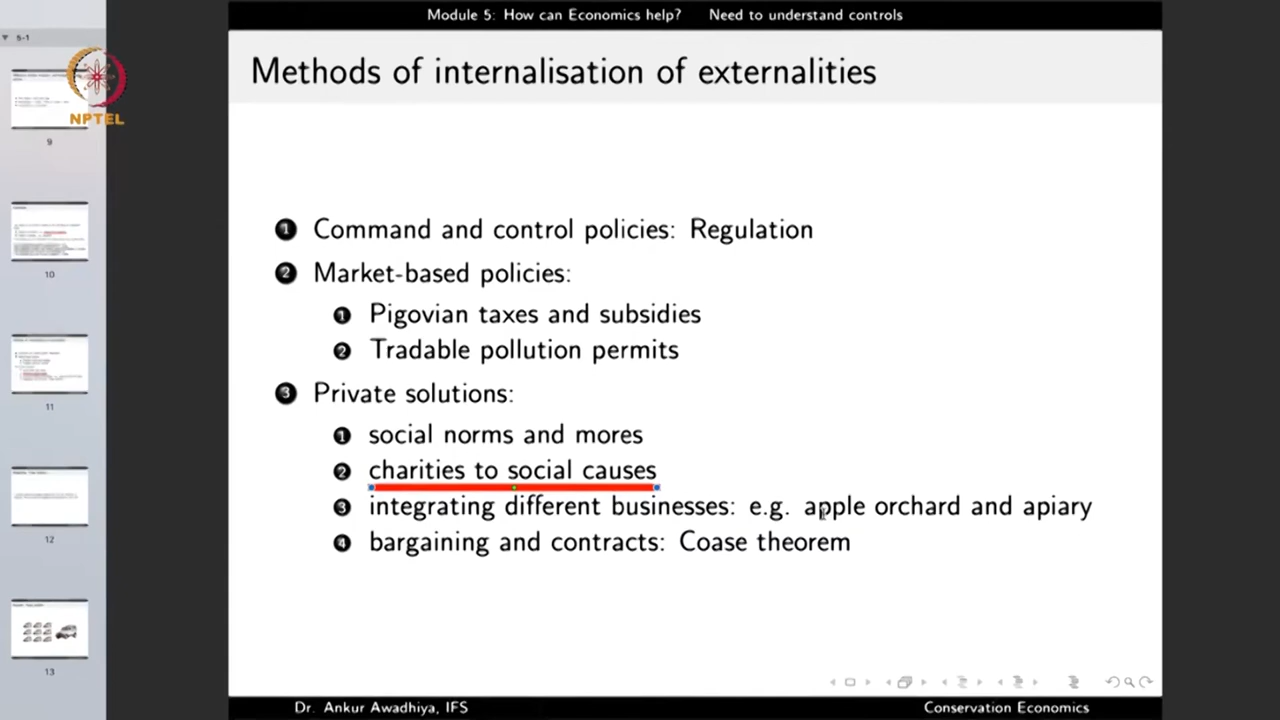 Module 5: How can Economics help? Need to understand controls
5-1
Methods of internalisation of externalities
NPTEL
9
10
11
12
13
1 Command and control policies: Regulation
2 Market-based policies:
1 Pigovian taxes and subsidies
2 Tradable pollution permits
3 Private solutions:
1 social norms and mores
2 charities to social causes
3 integrating different businesses: e.g. apple orchard and apiary
4 bargaining and contracts: Coase theorem
Dr. Ankur Awadhiya, IFS Conservation Economics